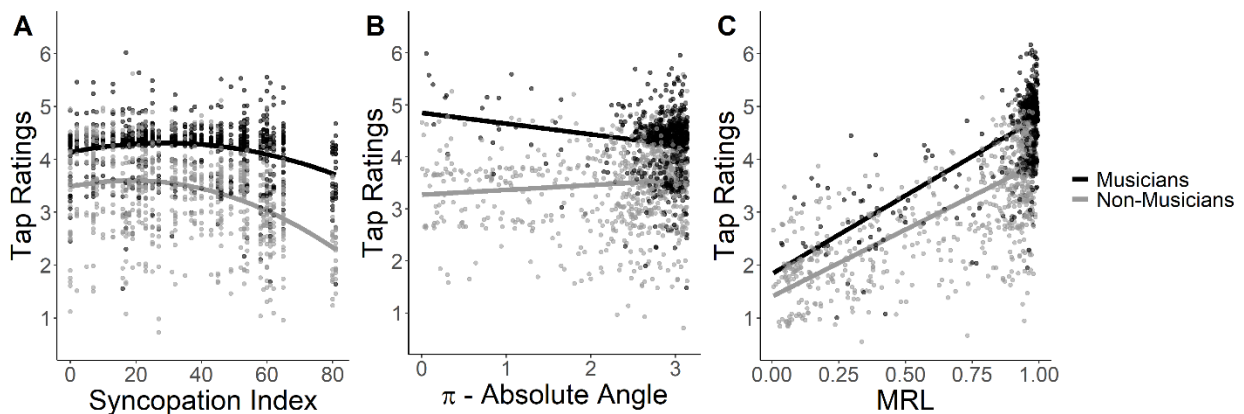 A
Tap Ratings
6
5
4
3
2
1
0 20 40 60 80
Syncopation Index
B
Tap Ratings
6
5
4
3
2
1
0 1 2 3
π - Absolute Angle
C
Tap Ratings
6
5
4
3
2
1
0.00 0.25 0.50 0.75 1.00
MRL
Musicians
Non-Musicians